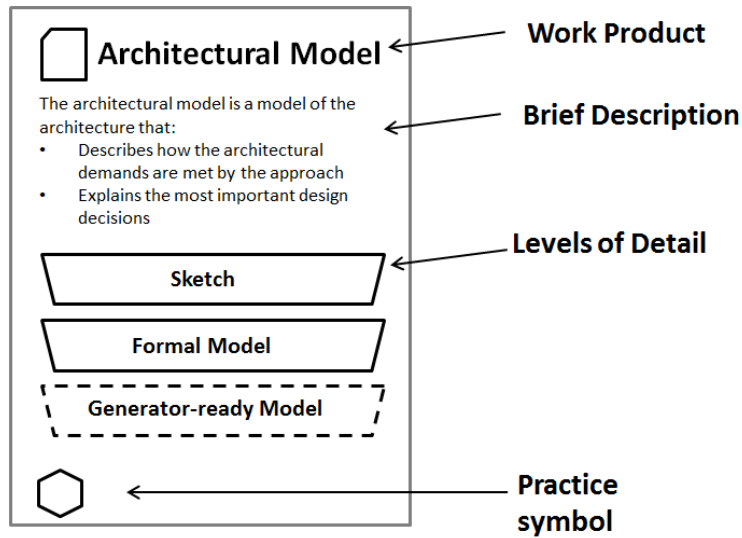 Architectural Model
Work Product
The architectural model is a model of the
architecture that:
Brief Description
• Describes how the architectural
demands are met by the approach
• Explains the most important design
decisions
Levels of Detail
Sketch
Formal Model
Generator-ready Model
Practice
symbol